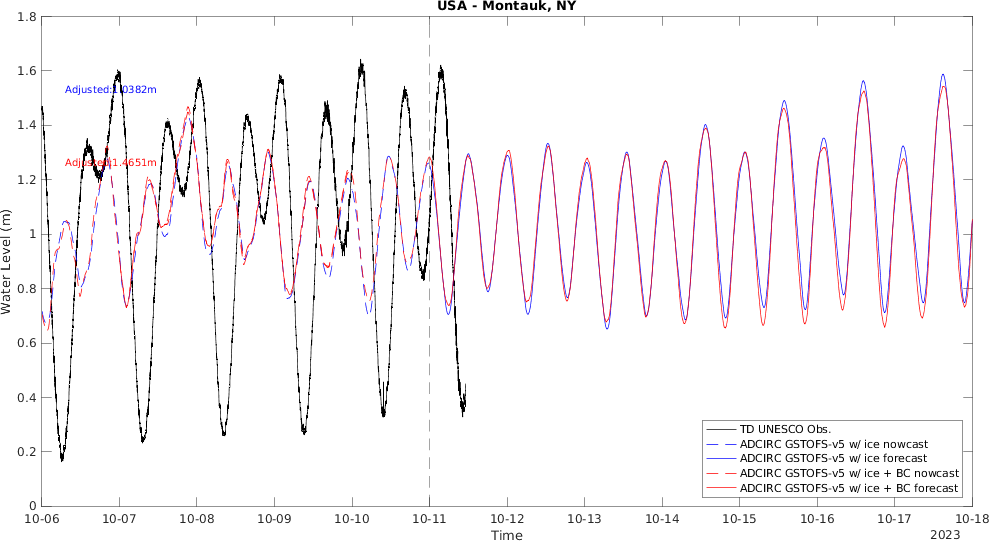 USA - Montauk, NY
1.8
1.6
1.4
1.2
1
0.8
0.6
0.4
0.2
0
Water Level (m)
Adjusted:1.0382m
Adjusted:1.4651m
TD UNESCO Obs.
ADCIRC GSTOFS-v5 w/ ice nowcast
ADCIRC GSTOFS-v5 w/ ice forecast
ADCIRC GSTOFS-v5 w/ ice + BC nowcast
ADCIRC GSTOFS-v5 w/ ice + BC forecast
10-06 10-07 10-08 10-09 10-10 10-11 10-12 10-13 10-14 10-15 10-16 10-17 10-18
Time
2023